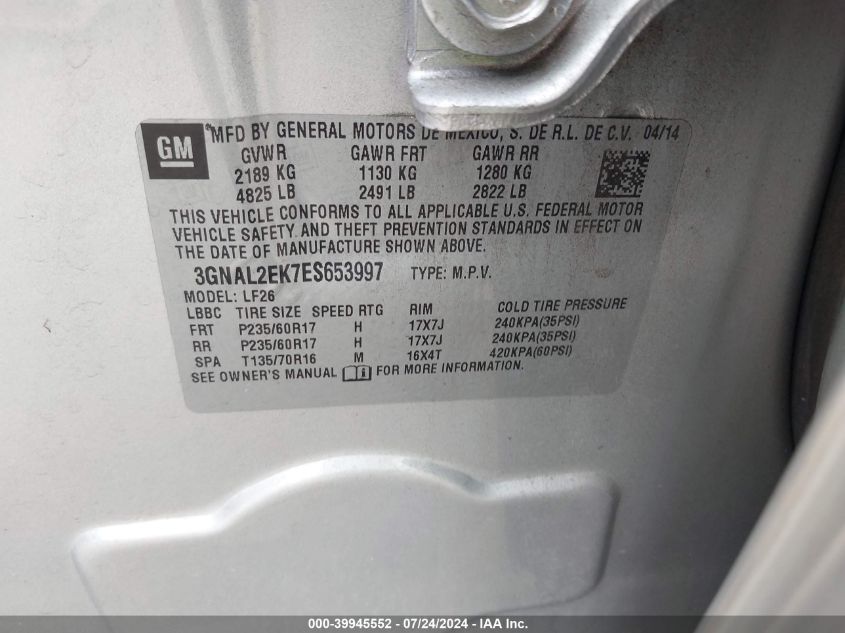 GM
*MFD BY GENERAL MOTORS DE MEXICO, S. DE R.L. DE C.V. 04/14
GVWR GAWR FRT GAWR RR
2189 KG 1130 KG 1280 KG
4825 LB 2491 LB 2822 LB
THIS VEHICLE CONFORMS TO ALL APPLICABLE U.S. FEDERAL MOTOR
VEHICLE SAFETY AND THEFT PREVENTION STANDARDS IN EFFECT ON
THE DATE OF MANUFACTURE SHOWN ABOVE.
3GNAL2EK7ES653997 TYPE: M.P.V.
MODEL: LF26
LBBC TIRE SIZE SPEED RTG RIM COLD TIRE PRESSURE
FRT P235/60R17 H 17X7J 240KPA(35PSI)
RR P235/60R17 H 17X7J 240KPA(35PSI)
SPA T135/70R16 M 16X4T 420KPA(60PSI)
SEE OWNER'S MANUAL FOR MORE INFORMATION.
000-39945552 / 07/24/2024 - IAA Inc.